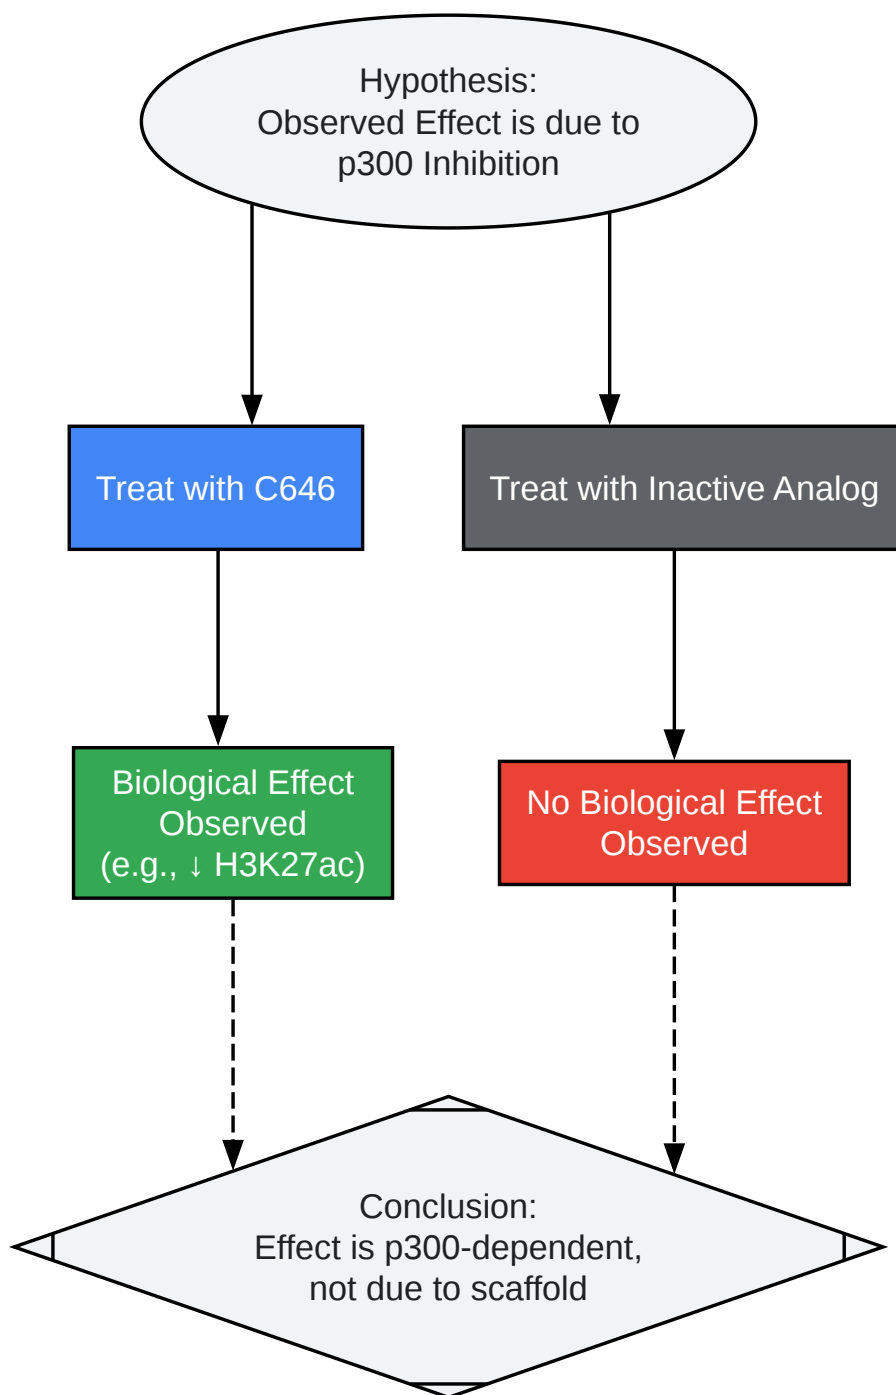 Hypothesis:
Observed Effect is due to
p300 Inhibition
Treat with C646
Treat with Inactive Analog
Biological Effect
Observed
(e.g., ↓ H3K27ac)
No Biological Effect
Observed
Conclusion:
Effect is p300-dependent,
not due to scaffold